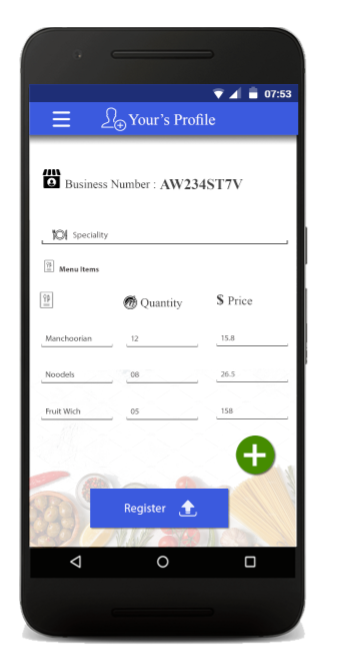 07:53
Your's Profile
Business Number : AW234ST7V
Speciality
Menu Items
Quantity $ Price
Manchoorian 12 15.8
Noodels 08 26.5
Fruit Wich 05 158
Register